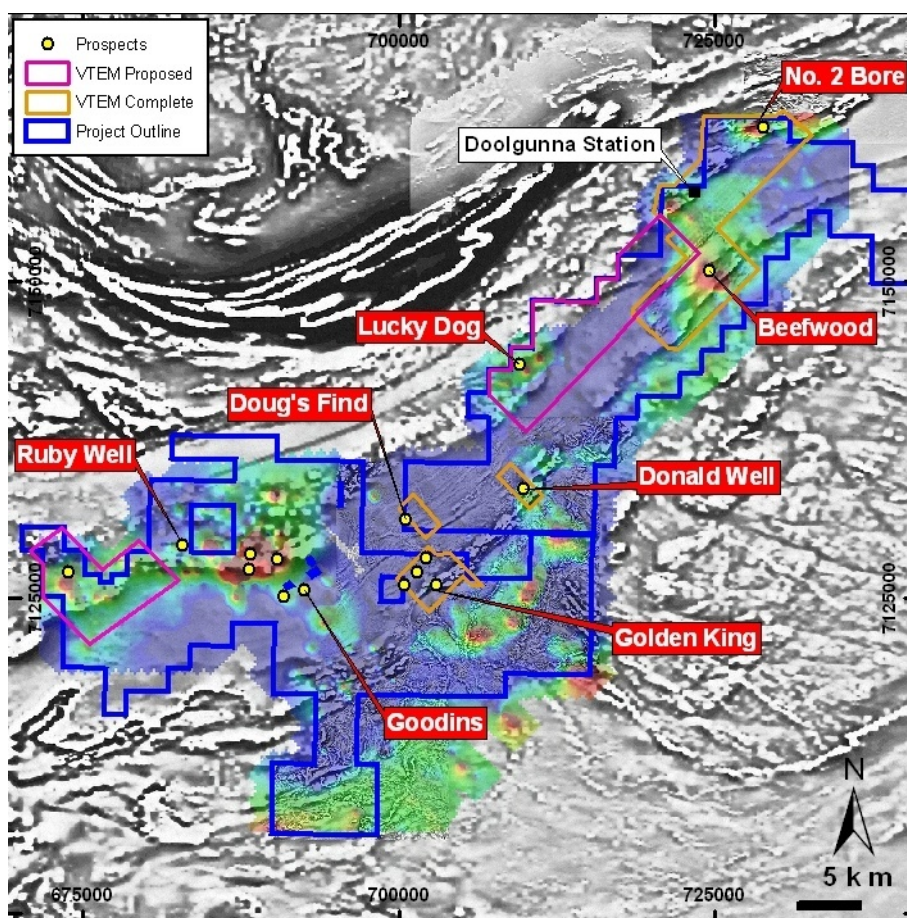 700000
725000
Prospects
VTEM Proposed
VTEM Complete
Project Outline
No. 2 Bore
Doolgunna Station
7150000
7150000
Lucky Dog
Beefwood
Doug's Find
Ruby Well
Donald Well
7125000
7125000
Golden King
Goodins
N
5 k m
675000
700000
725000